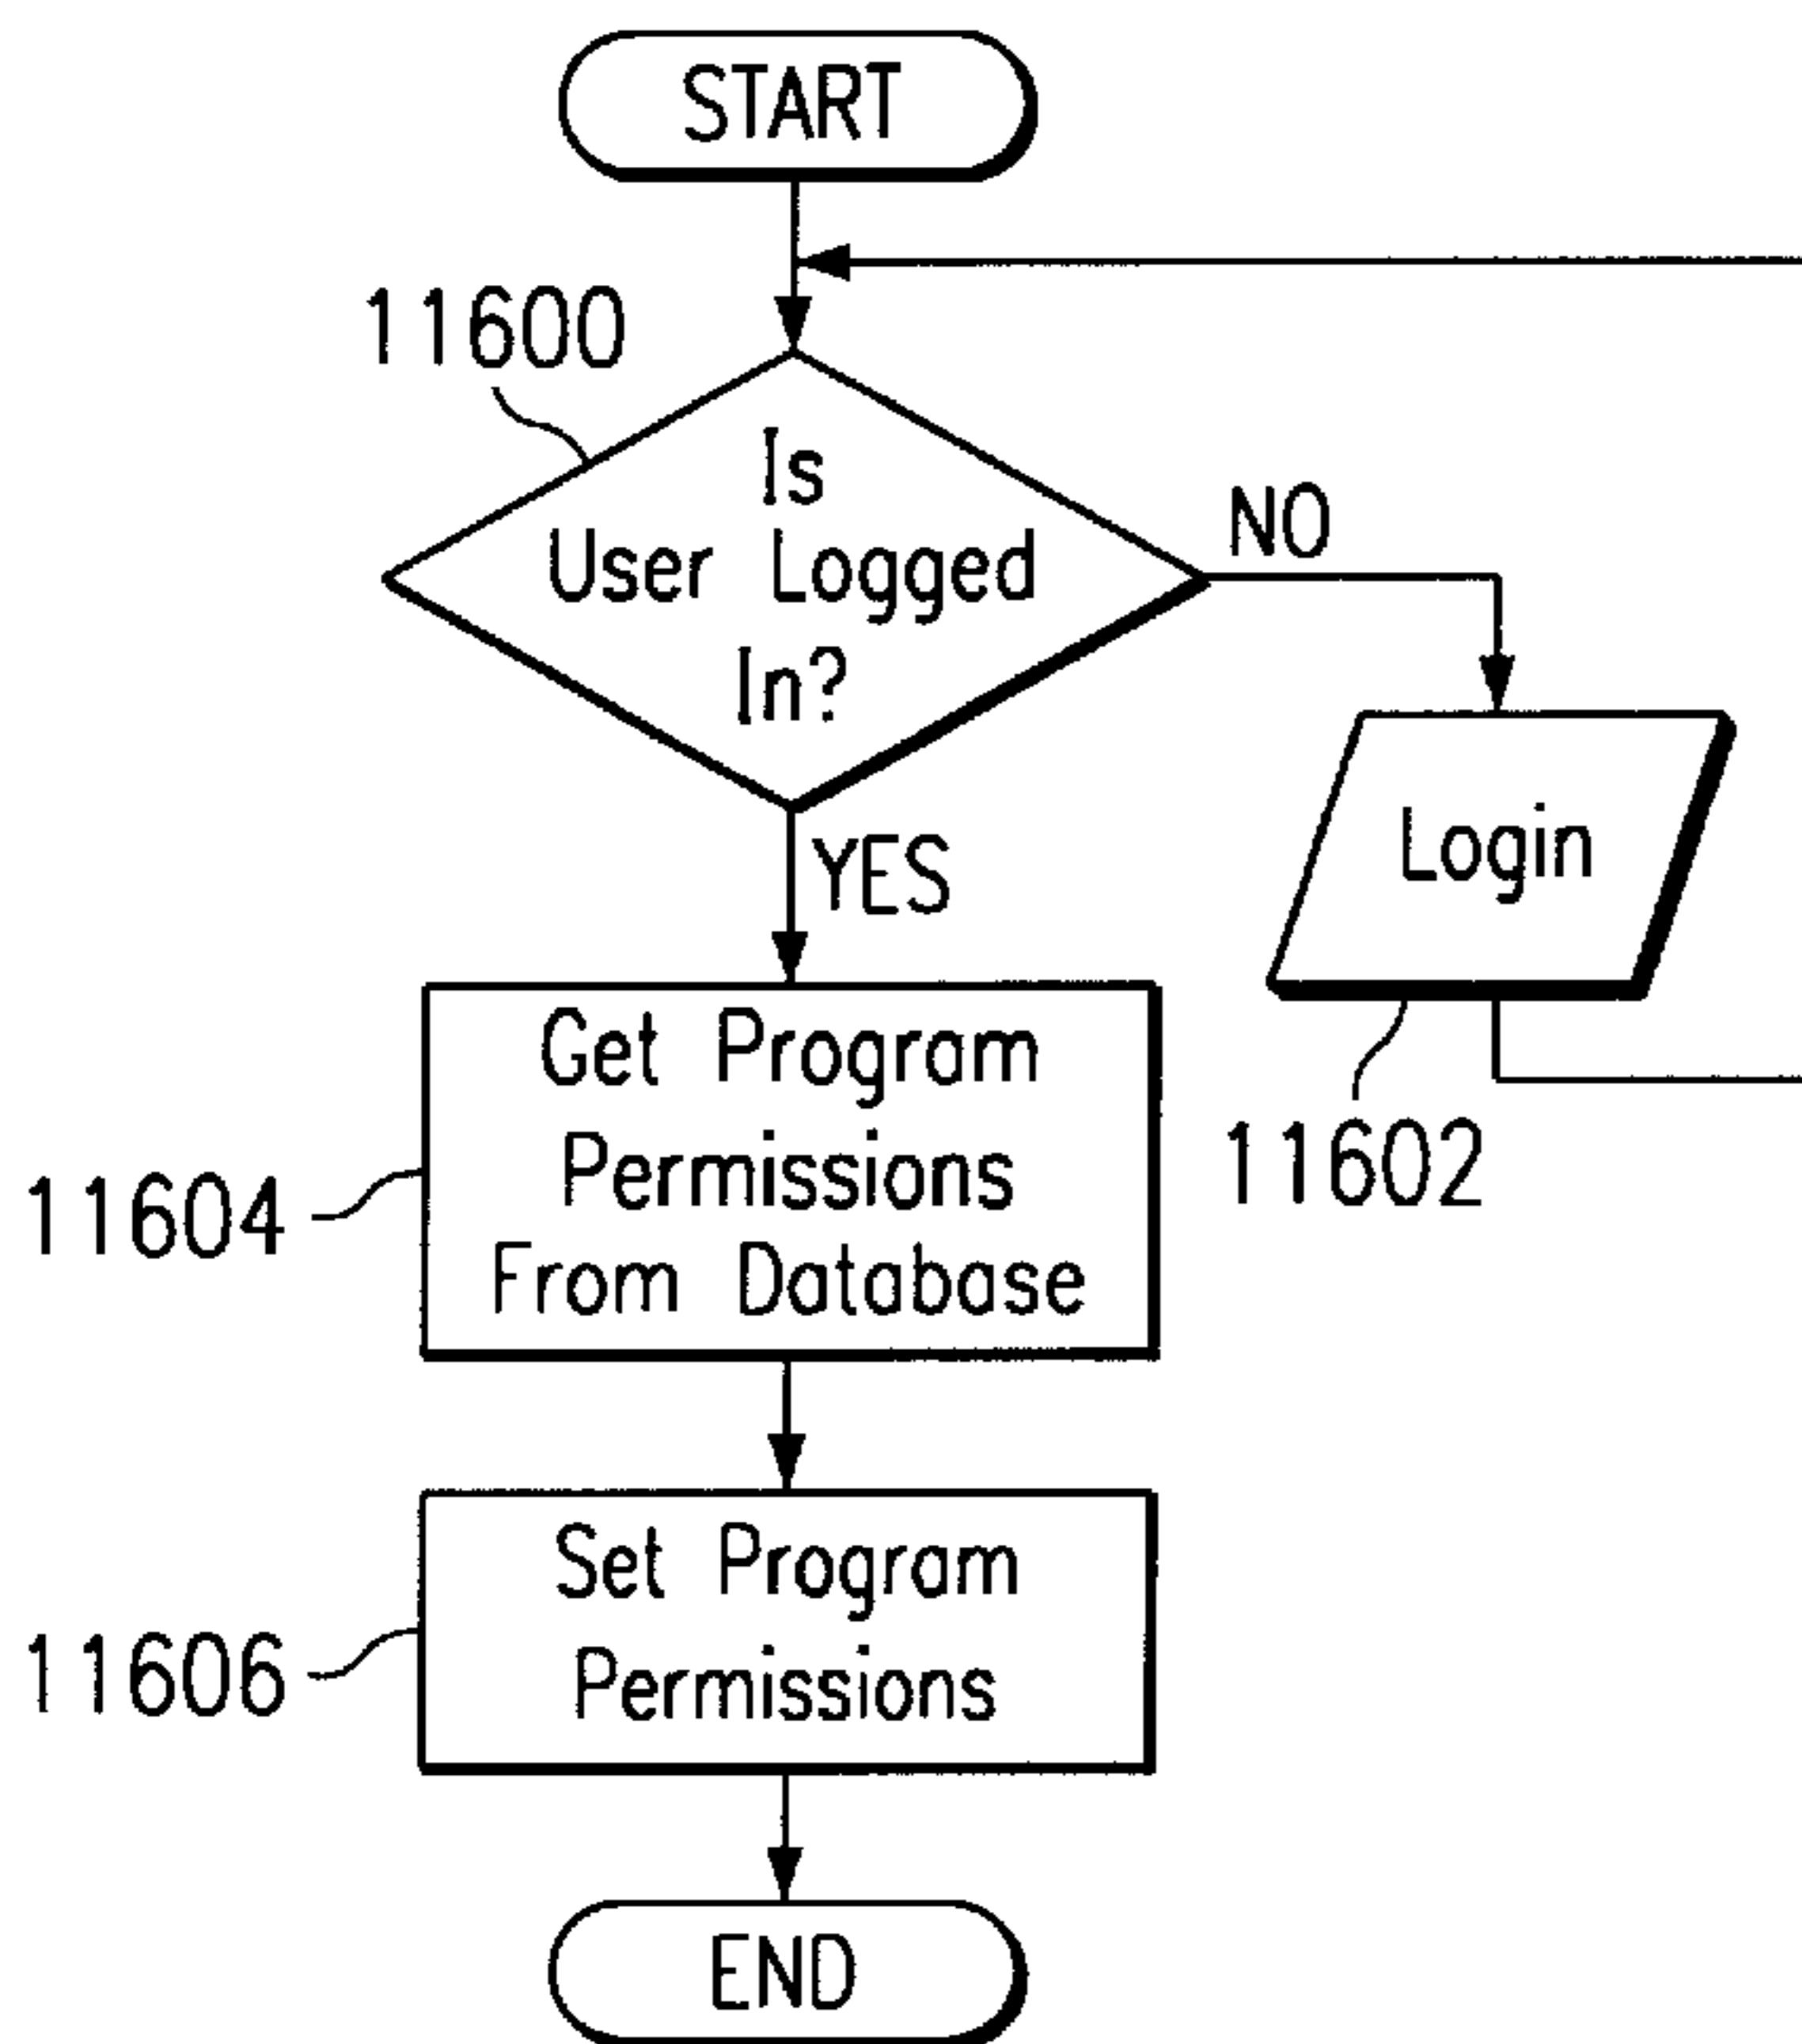 START
11600
Is
User Logged
In?
NO
YES
Login
11602
Get Program
Permissions
From Database
11604
Set Program
Permissions
11606
END